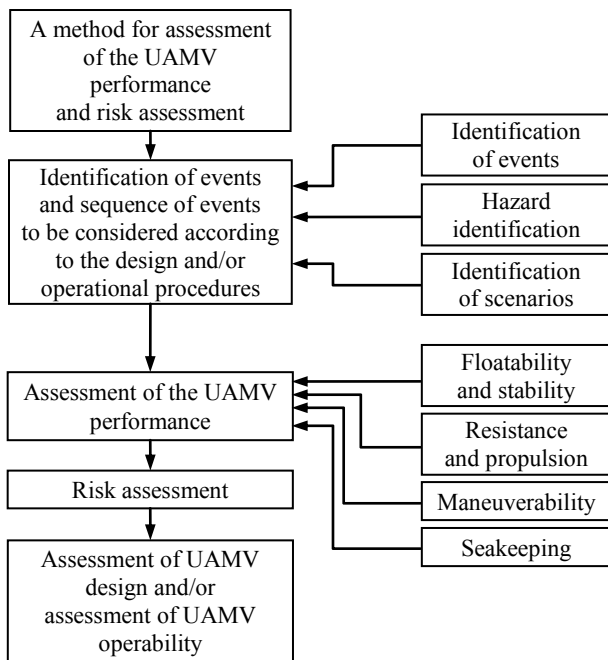 A method for assessment
of the UAMV
performance
and risk assessment
Identification of events
and sequence of events
to be considered according
to the design and/or
operational procedures
Identification
of events
Hazard
identification
Identification
of scenarios
Assessment of the UAMV
performance
Floatability
and stability
Resistance
and propulsion
Maneuverability
Seakeeping
Risk assessment
Assessment of UAMV
design and/or
assessment of UAMV
operability